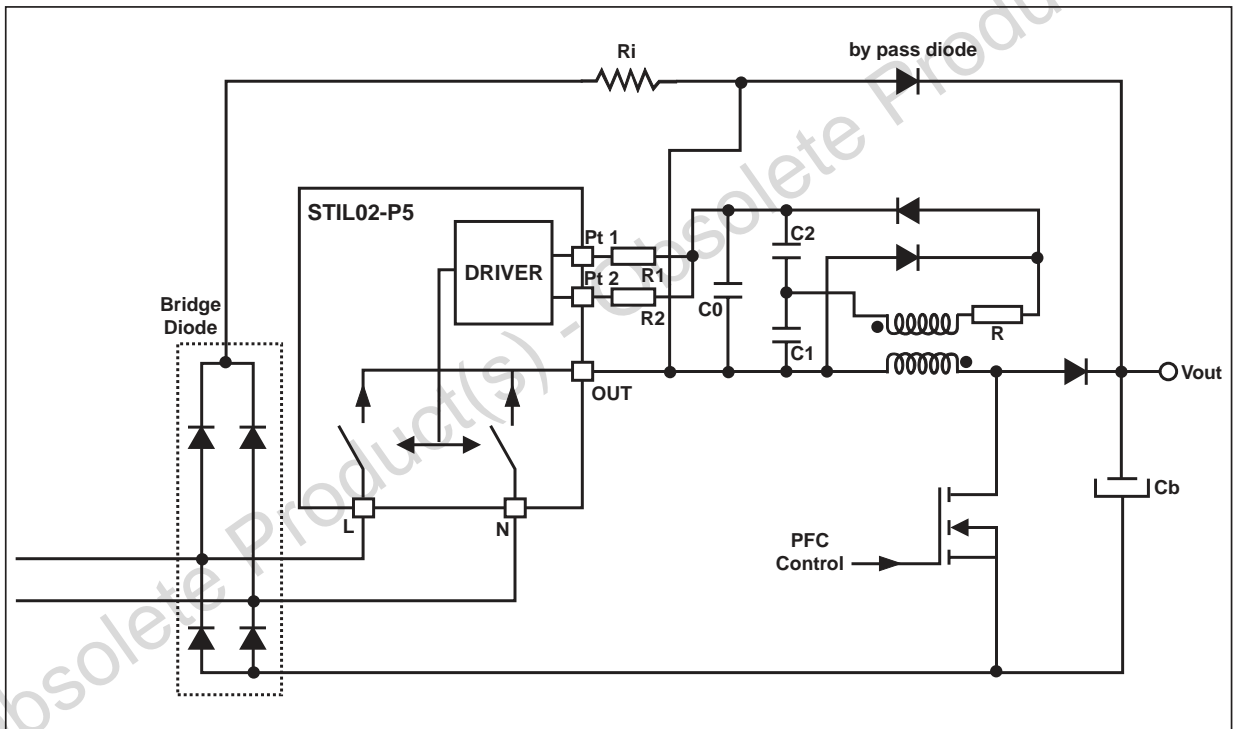 Ri
by pass diode
STIL02-P5
DRIVER
Pt 1
R1
Pt 2
R2
C0
C2
C1
R
Bridge
Diode
OUT
Vout
L
N
Cb
PFC
Control
Obsolete Product(s) - Obsolete Produ